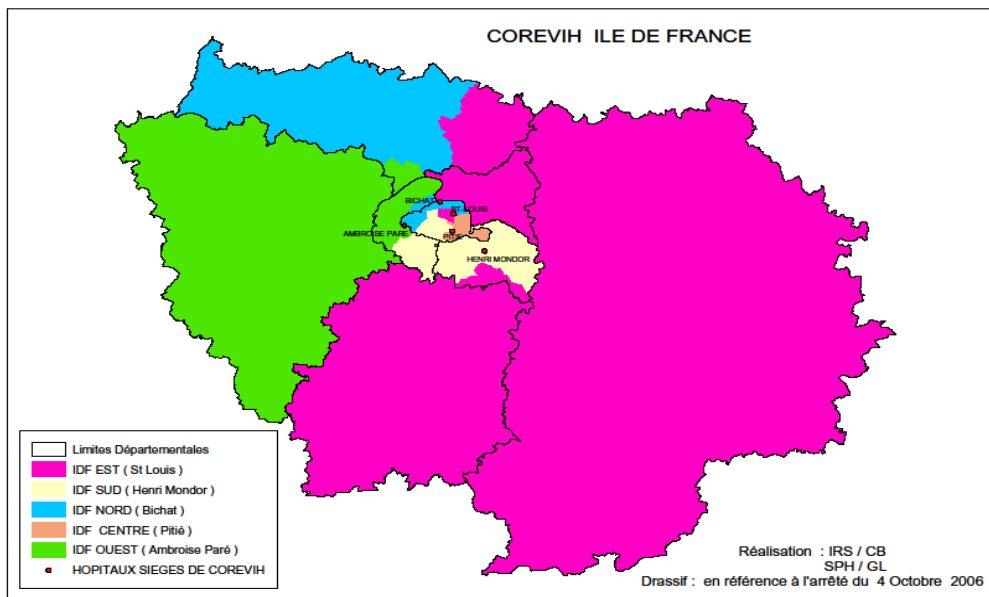 COREVIH ILE DE FRANCE
BICHAT
ST LOUIS
AMBROISE PARE
PITIE
HENRI MONDOR
Limites Départementales
IDF EST ( St Louis )
IDF SUD ( Henri Mondor )
IDF NORD ( Bichat )
IDF CENTRE ( Pitié )
IDF OUEST ( Ambroise Paré )
HOPITAUX SIEGES DE COREVIH
Réalisation : IRS / CB
SPH / GL
Drassif : en référence à l'arrêté du 4 Octobre 2006